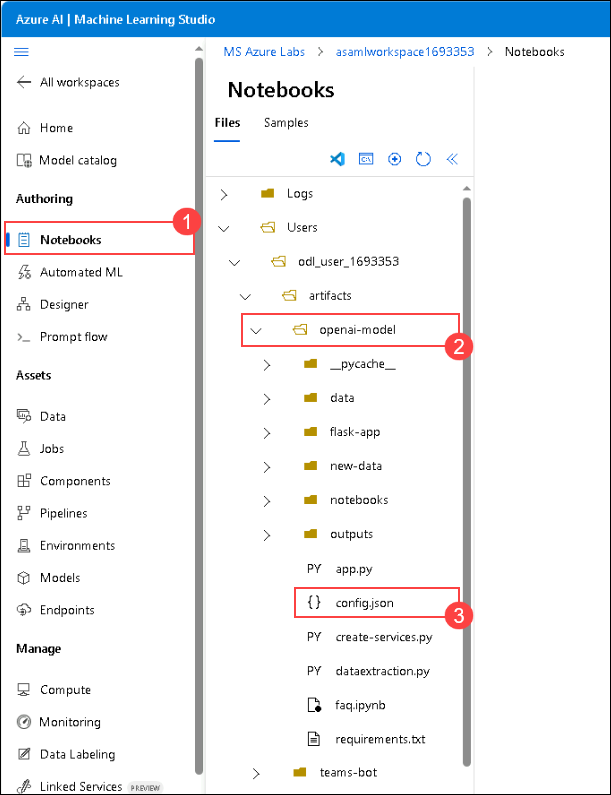 Azure AI | Machine Learning Studio
All workspaces
Home
Model catalog
Authoring
1
Notebooks
Automated ML
Designer
Prompt flow
Assets
Data
Jobs
Components
Pipelines
Environments
Models
Endpoints
Manage
Compute
Monitoring
Data Labeling
Linked Services PREVIEW
MS Azure Labs > asamlworkspace1693353 > Notebooks
Notebooks
Files Samples
Logs
Users
odl_user_1693353
artifacts
openai-model
2
__pycache__
data
flask-app
new-data
notebooks
outputs
PY app.py
{} config.json
3
PY create-services.py
PY dataextraction.py
faq.ipynb
requirements.txt
teams-bot